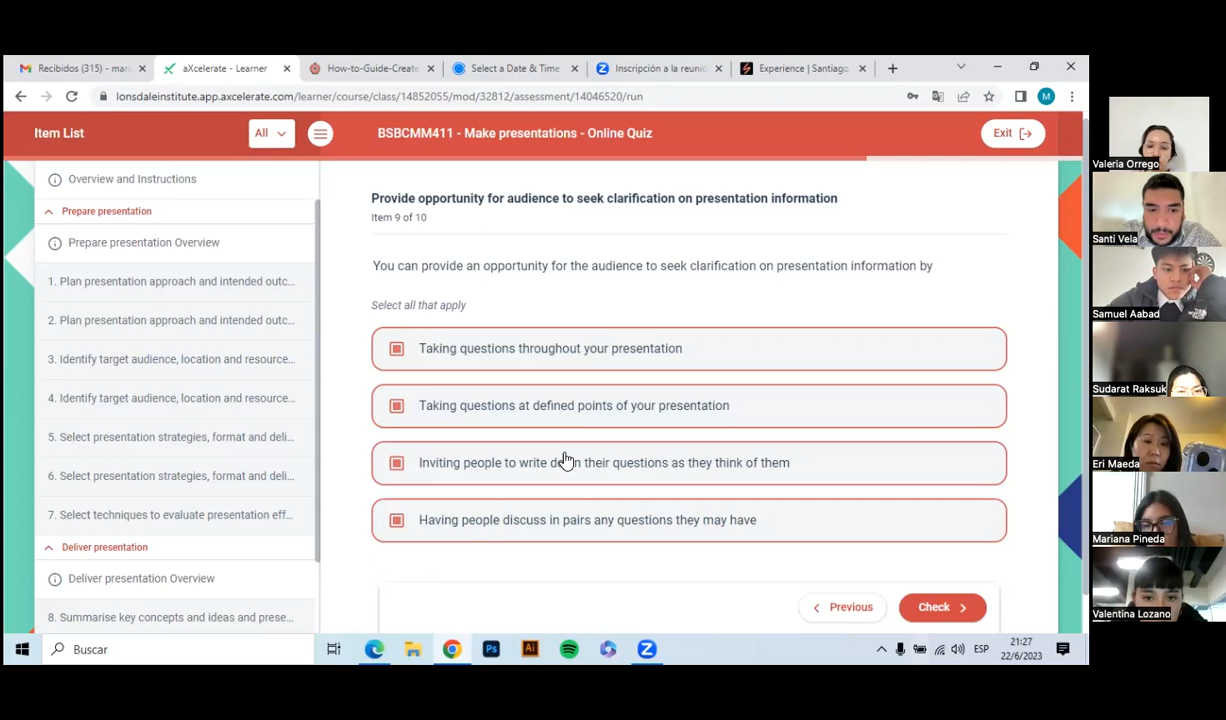 Recibidos (315) - mari
aXcelerate - Learner
How-to-Guide-Create
Select a Date & Time
Inscripción a la reunió
Experience | Santiago
lonsdaleinstitute.app.axcelerate.com/learner/course/class/14852055/mod/32812/assessment/14046520/run
M
Item List
All
BSBCMM411 - Make presentations - Online Quiz
Exit
Overview and Instructions
Prepare presentation
Prepare presentation Overview
1. Plan presentation approach and intended outc...
2. Plan presentation approach and intended outc...
3. Identify target audience, location and resource...
4. Identify target audience, location and resource...
5. Select presentation strategies, format and deli...
6. Select presentation strategies, format and deli...
7. Select techniques to evaluate presentation eff...
Deliver presentation
Deliver presentation Overview
8. Summarise key concepts and ideas and prese...
Provide opportunity for audience to seek clarification on presentation information
Item 9 of 10
You can provide an opportunity for the audience to seek clarification on presentation information by
Select all that apply
Taking questions throughout your presentation
Taking questions at defined points of your presentation
Inviting people to write down their questions as they think of them
Having people discuss in pairs any questions they may have
Previous
Check
Buscar
Ps
Ai
ESP
21:27
22/6/2023
Valeria Orrego
Santi Vela
Samuel Aabad
Sudarat Raksuk
Eri Maeda
Mariana Pineda
Valentina Lozano